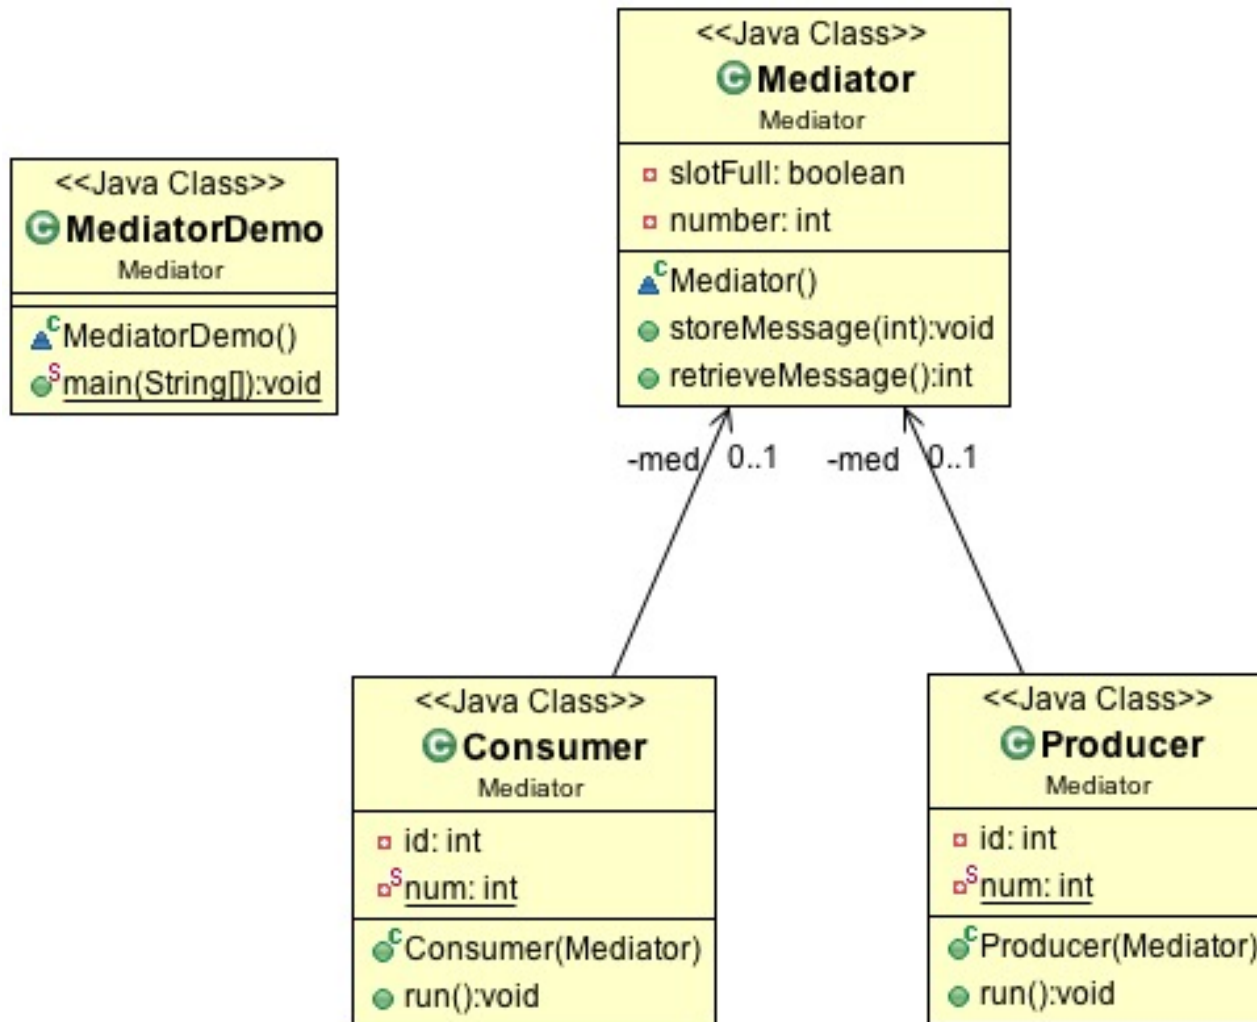 <<Java Class>>
Mediator
Mediator
slotFull: boolean
number: int
Mediator()
storeMessage(int):void
retrieveMessage():int
<<Java Class>>
MediatorDemo
Mediator
MediatorDemo()
main(String[]):void
-med 0..1
-med 0..1
<<Java Class>>
Consumer
Mediator
id: int
num: int
Consumer(Mediator)
run():void
<<Java Class>>
Producer
Mediator
id: int
num: int
Producer(Mediator)
run():void